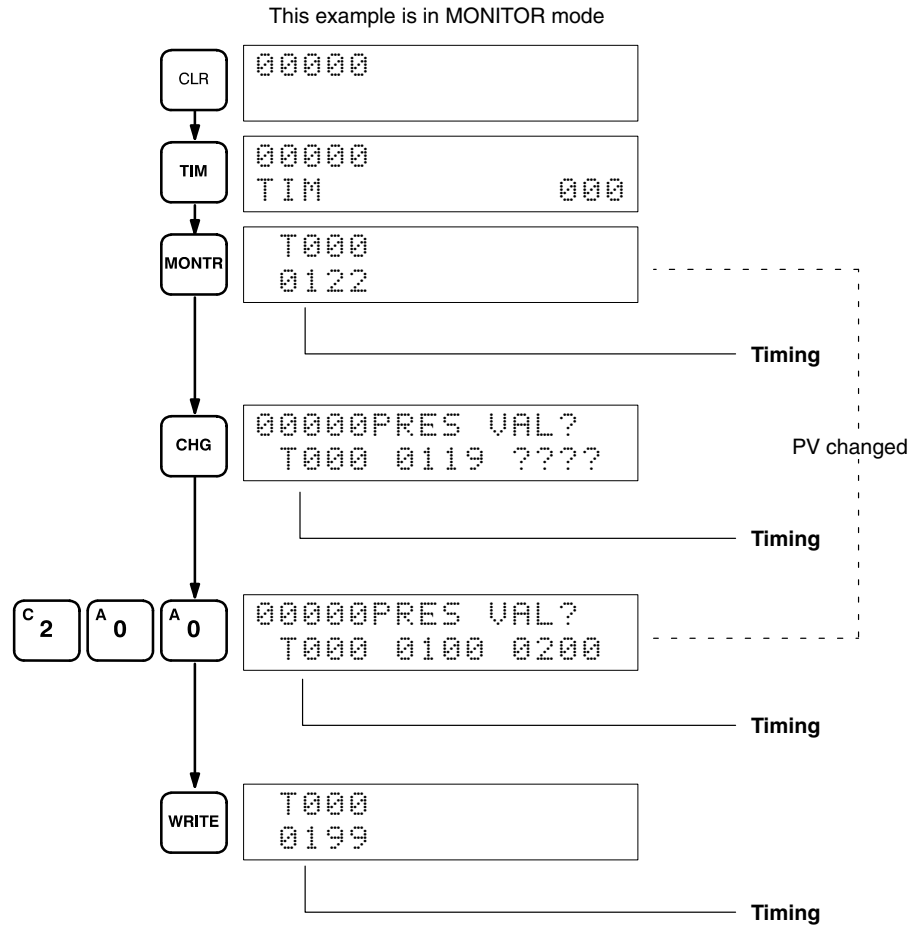 This example is in MONITOR mode
CLR
00000
TIM
00000
TIM 000
MONTR
T000
0122
Timing
CHG
00000PRES VAL?
T000 0119 ????
PV changed
Timing
C 2 A 0 A 0
00000PRES VAL?
T000 0100 0200
Timing
WRITE
T000
0199
Timing